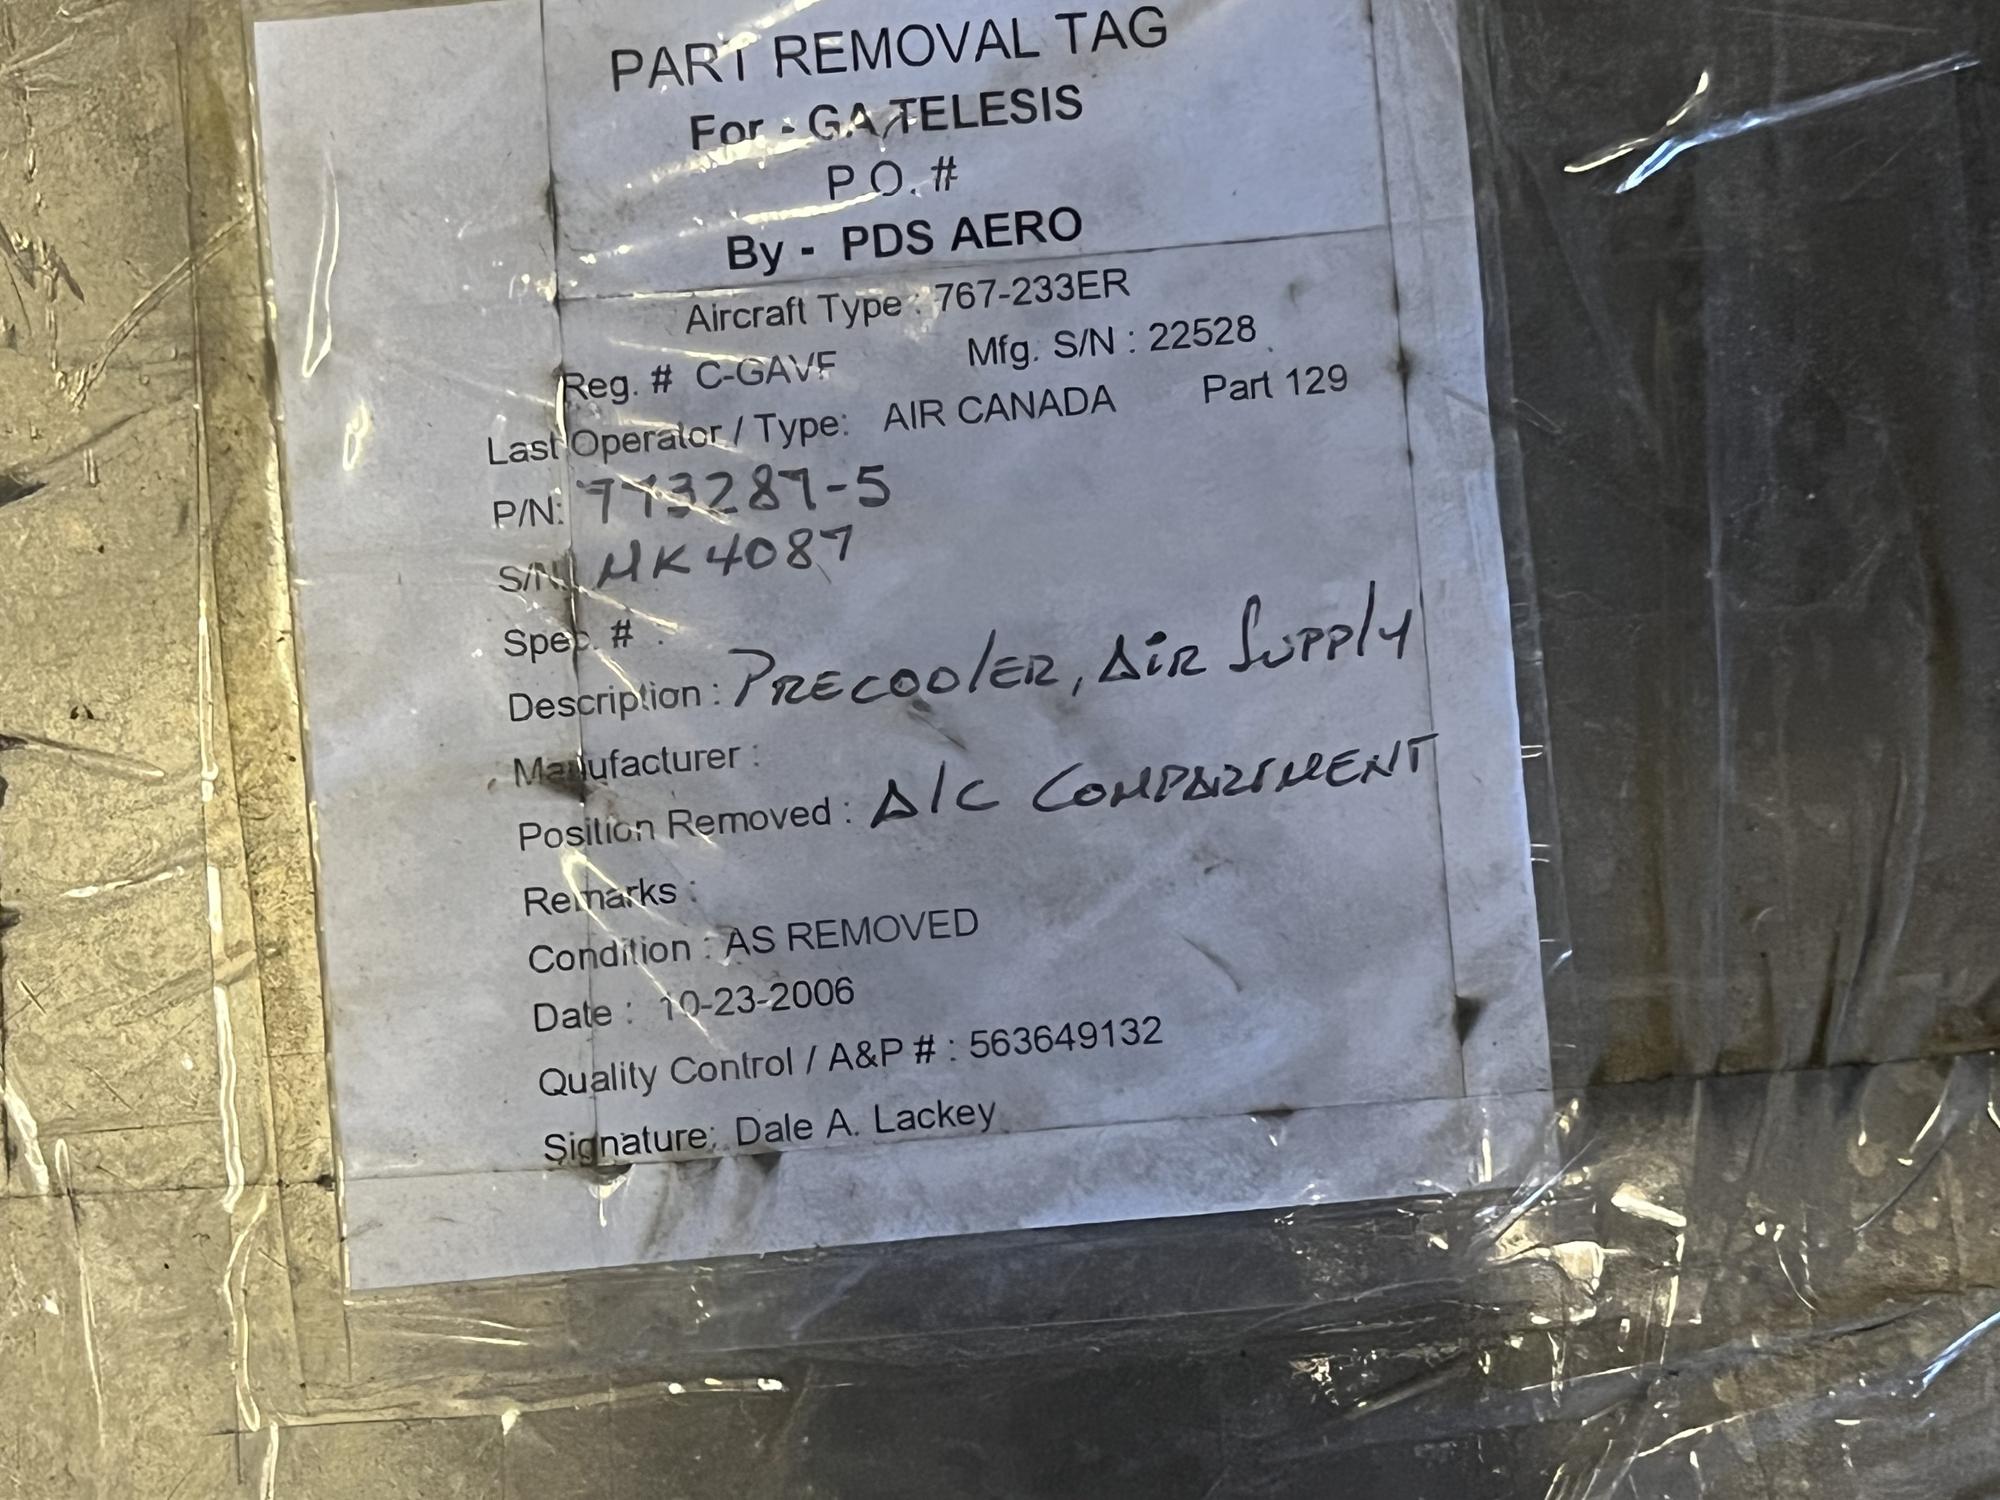 PART REMOVAL TAG
For - GA TELESIS
P.O. #
By - PDS AERO
Aircraft Type : 767-233ER
Reg. # C-GAVF Mfg. S/N : 22528
Last Operator / Type: AIR CANADA Part 129
P/N: 773287-5
S/N: MK4087
Spec. # :
Description : PRECOOlER, AiR SUPPlY
Manufacturer :
Position Removed : A/C COMPARTMENT
Remarks :
Condition : AS REMOVED
Date : 10-23-2006
Quality Control / A&P # : 563649132
Signature: Dale A. Lackey